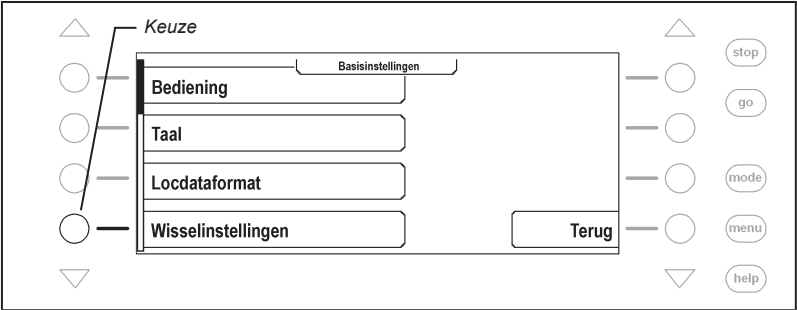 Keuze
Basisinstellingen
stop
Bediening
go
Taal
Locdataformat
mode
Wisselinstellingen
Terug
menu
help